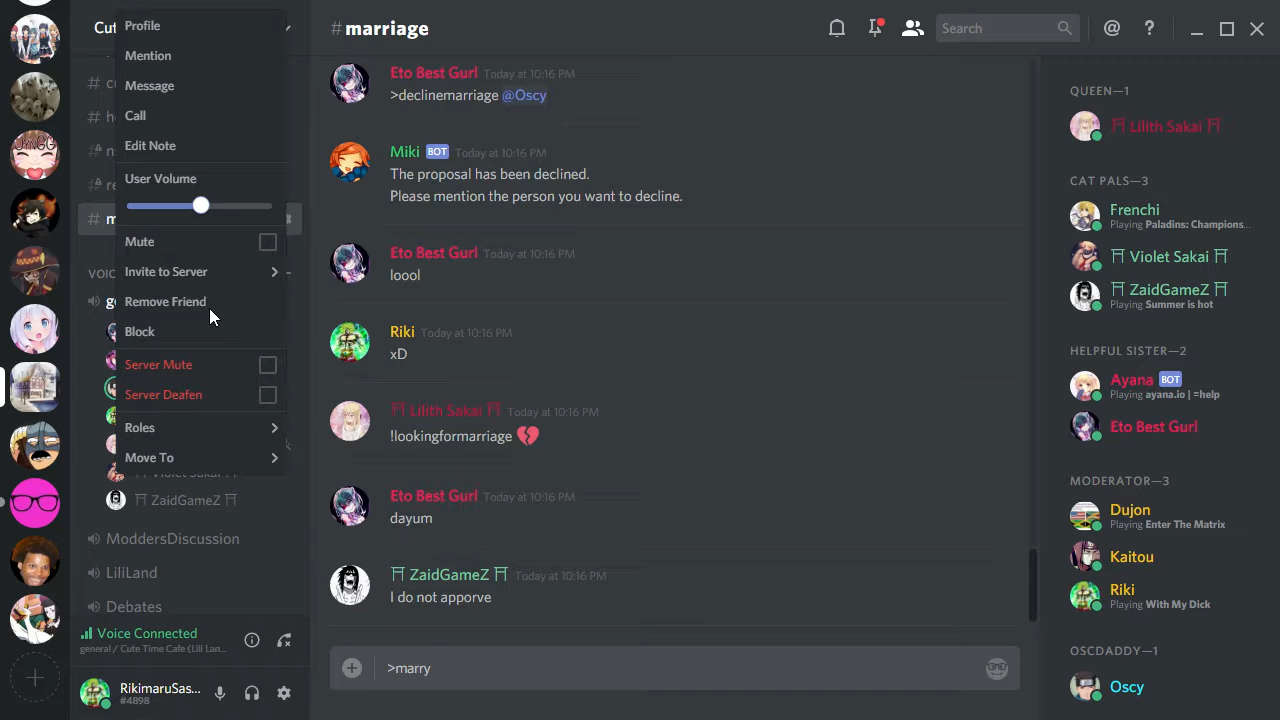 Cut
# c
# h
# n
# re
# m
VOIC
ge
Violet Sakai
ZaidGameZ
ModdersDiscussion
LiliLand
Debates
Voice Connected
general / Cute Time Cafe (Lili Lan...
RikimaruSas...
#4898
Profile
Mention
Message
Call
Edit Note
User Volume
Mute
Invite to Server
Remove Friend
Block
Server Mute
Server Deafen
Roles
Move To
#marriage
Search
Eto Best Gurl Today at 10:16 PM
>declinemarriage @Oscy
Miki BOT Today at 10:16 PM
The proposal has been declined.
Please mention the person you want to decline.
Eto Best Gurl Today at 10:16 PM
loool
Riki Today at 10:16 PM
xD
⛩ Lilith Sakai ⛩ Today at 10:16 PM
!lookingformarriage 💔
Eto Best Gurl Today at 10:16 PM
dayum
⛩ ZaidGameZ ⛩ Today at 10:16 PM
I do not apporve
>marry
QUEEN—1
⛩ Lilith Sakai ⛩
CAT PALS—3
Frenchi
Playing Paladins: Champions...
⛩ Violet Sakai ⛩
⛩ ZaidGameZ ⛩
Playing Summer is hot
HELPFUL SISTER—2
Ayana BOT
Playing ayana.io | =help
Eto Best Gurl
MODERATOR—3
Dujon
Playing Enter The Matrix
Kaitou
Riki
Playing With My Dick
OSCDADDY—1
Oscy